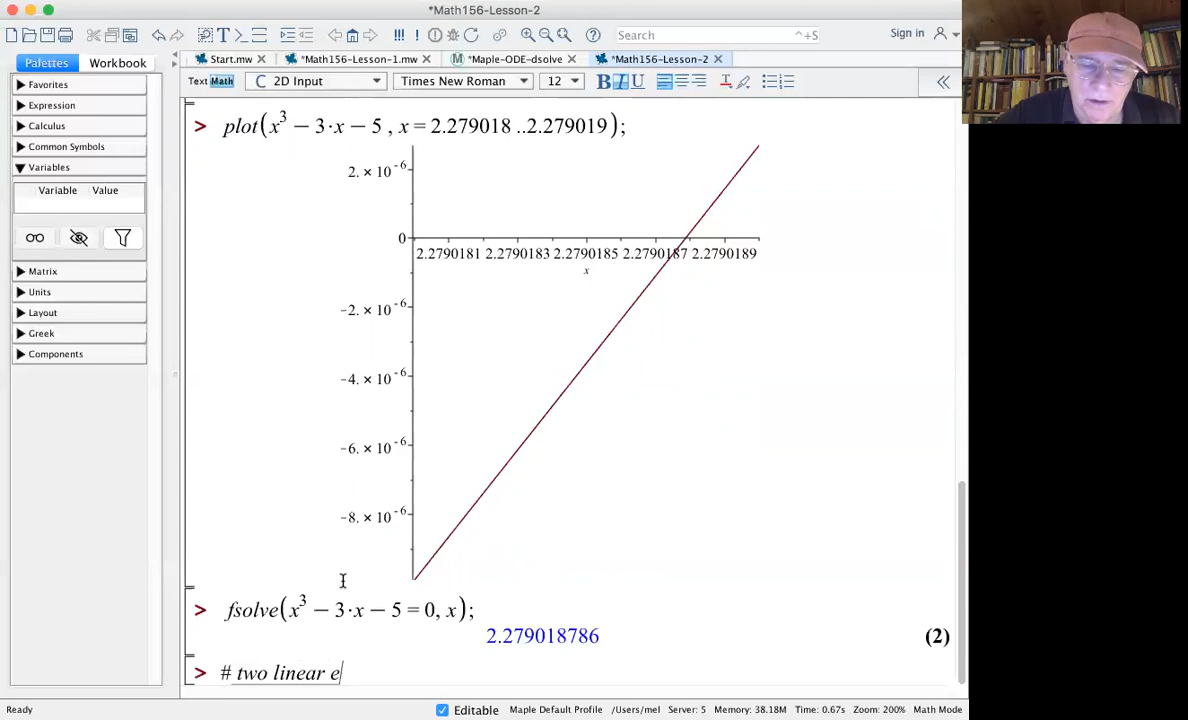 *Math156-Lesson-2
Search ^+S
Sign in
Start.mw *Math156-Lesson-1.mw *Maple-ODE-dsolve *Math156-Lesson-2
Palettes Workbook
Text Math C 2D Input Times New Roman 12 B I U
Favorites
Expression
Calculus
Common Symbols
Variables
Variable Value
Matrix
Units
Layout
Greek
Components
> plot(x^3 − 3·x − 5 , x = 2.279018 ..2.279019);
2. × 10^-6
0
2.2790181 2.2790183 2.2790185 2.2790187 2.2790189
x
−2. × 10^-6
−4. × 10^-6
−6. × 10^-6
−8. × 10^-6
> fsolve(x^3 − 3·x − 5 = 0, x);
2.279018786 (2)
> # two linear e
Ready Editable Maple Default Profile /Users/mel Server: 5 Memory: 38.18M Time: 0.67s Zoom: 200% Math Mode